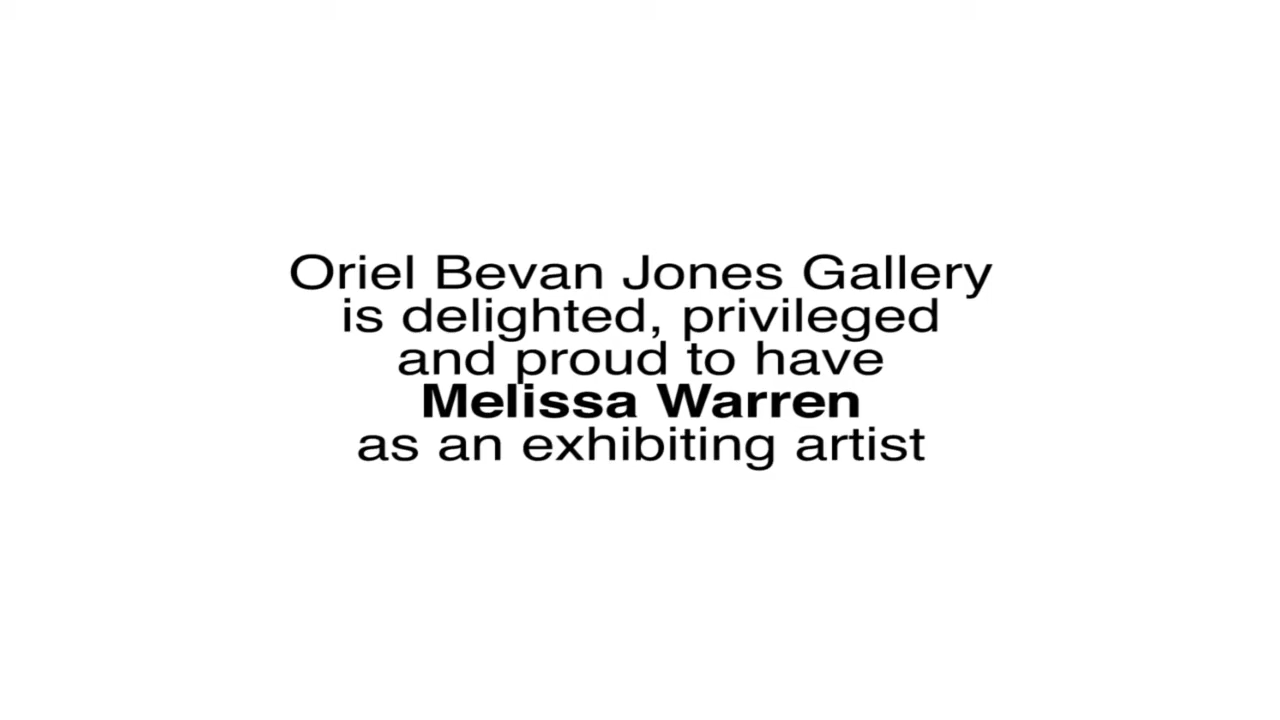 Oriel Bevan Jones Gallery
is delighted, privileged
and proud to have
Melissa Warren
as an exhibiting artist